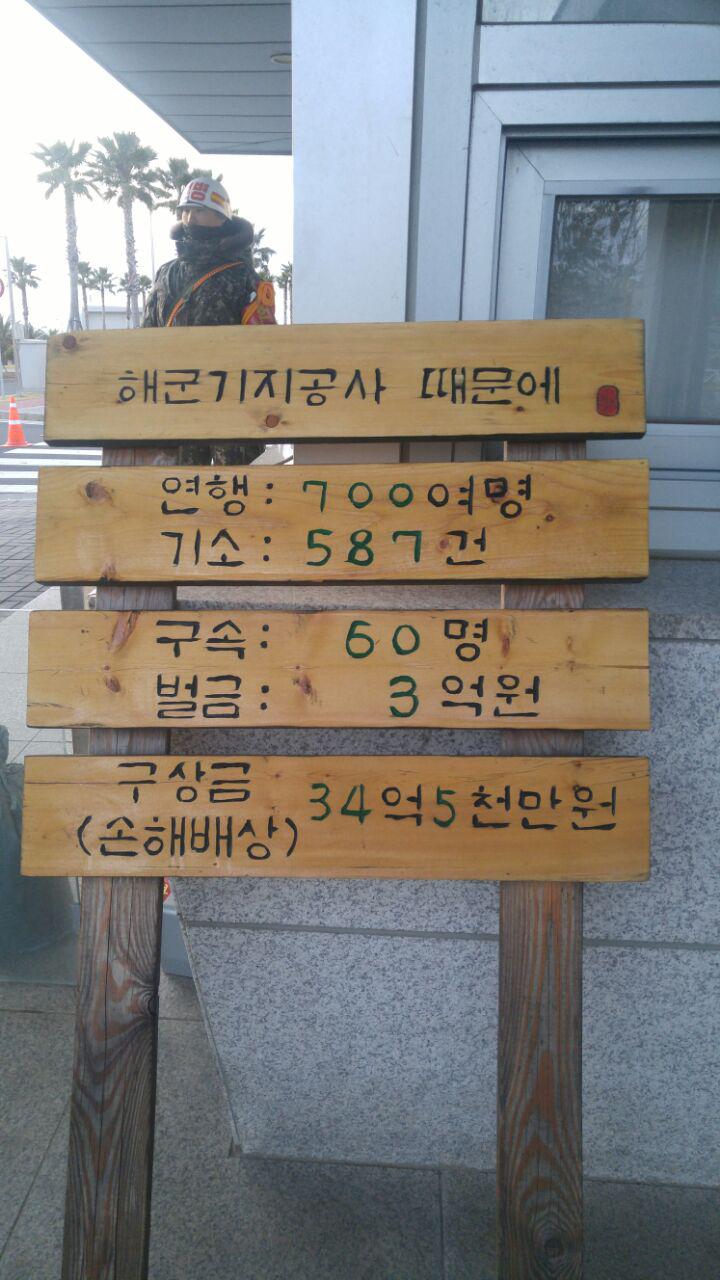 해군기지공사 때문에
연행: 700여명
기소: 587건
구속: 60명
벌금: 3억원
구상금
(손해배상) 34억5천만원